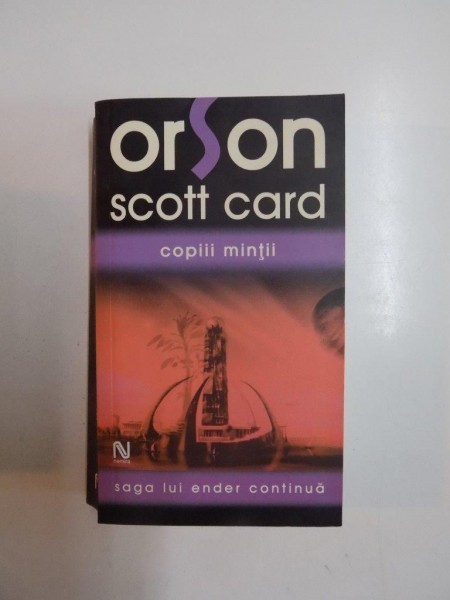 orson
scott card
copiii minţii
N
saga lui ender continuă